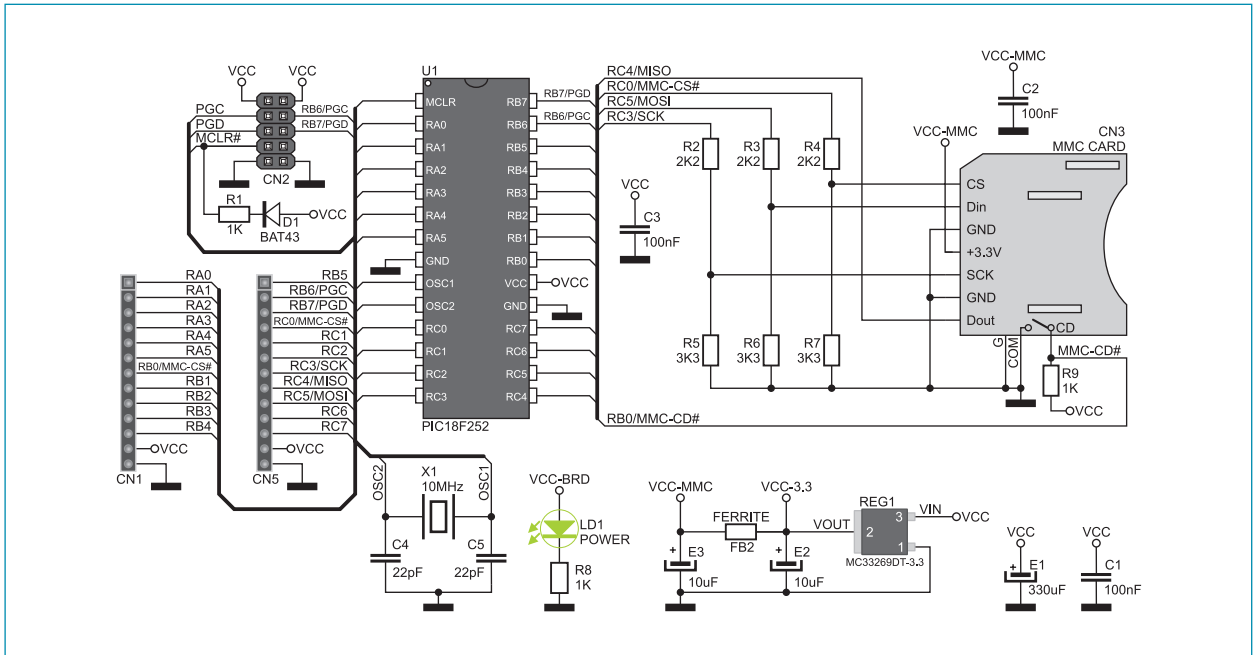 VCC VCC
PGC RB6/PGC
PGD RB7/PGD
MCLR#
CN2
R1
1K
D1
BAT43
VCC
RA0
RA1
RA2
RA3
RA4
RA5
RB0/MMC-CS#
RB1
RB2
RB3
RB4
VCC
CN1
RB5
RB6/PGC
RB7/PGD
RC0/MMC-CS#
RC1
RC2
RC3/SCK
RC4/MISO
RC5/MOSI
RC6
RC7
VCC
CN5
U1
MCLR RB7 RB7/PGD
RA0 RB6 RB6/PGC
RA1 RB5
RA2 RB4
RA3 RB3
RA4 RB2
RA5 RB1
GND RB0
OSC1 VCC VCC
OSC2 GND
RC0 RC7
RC1 RC6
RC2 RC5
RC3 RC4
PIC18F252
RC4/MISO
RC0/MMC-CS#
RC5/MOSI
RC3/SCK
R2
2K2
R3
2K2
R4
2K2
VCC
C3
100nF
R5
3K3
R6
3K3
R7
3K3
RB0/MMC-CD#
VCC-MMC
C2
100nF
VCC-MMC
CN3
MMC CARD
CS
Din
GND
+3.3V
SCK
GND
Dout
CD
G
COM
MMC-CD#
R9
1K
VCC
OSC2
X1
10MHz
OSC1
C4
22pF
C5
22pF
VCC-BRD
LD1
POWER
R8
1K
VCC-MMC
VCC-3.3
FERRITE
FB2
E3
10uF
E2
10uF
REG1
VOUT 2 3 VIN VCC
1
MC33269DT-3.3
VCC
E1
330uF
VCC
C1
100nF